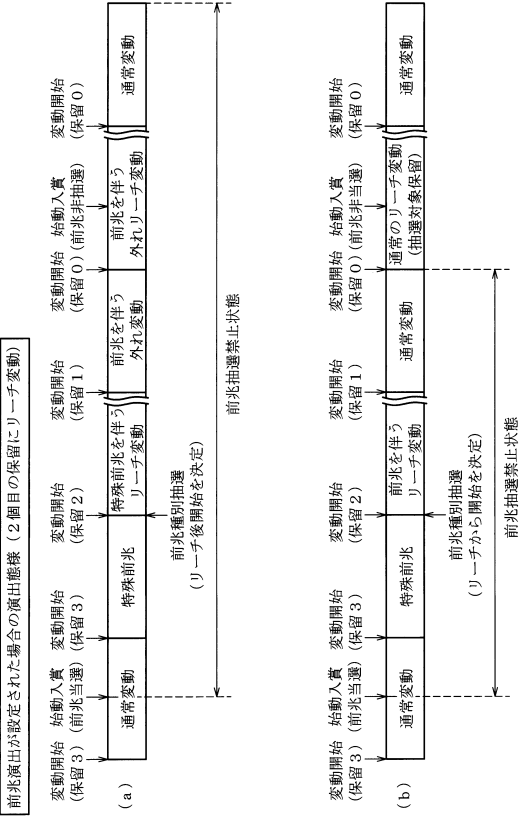 前兆演出が設定された場合の演出態様（２個目の保留にリーチ変動）
変動開始
（保留３）
始動入賞
（前兆当選）
変動開始
（保留３）
変動開始
（保留２）
変動開始
（保留１）
変動開始
（保留０）
始動入賞
（前兆非抽選）
変動開始
（保留０）
（ａ）
通常変動
特殊前兆
特殊前兆を伴う
リーチ変動
前兆を伴う
外れ変動
前兆を伴う
外れリーチ変動
通常変動
前兆種別抽選
（リーチ後開始を決定）
前兆抽選禁止状態
変動開始
（保留３）
始動入賞
（前兆当選）
変動開始
（保留３）
変動開始
（保留２）
変動開始
（保留１）
変動開始
（保留０）
始動入賞
（前兆非当選）
変動開始
（保留０）
（ｂ）
通常変動
特殊前兆
前兆を伴う
リーチ変動
通常変動
通常のリーチ変動
（抽選対象保留）
通常変動
前兆種別抽選
（リーチから開始を決定）
前兆抽選禁止状態